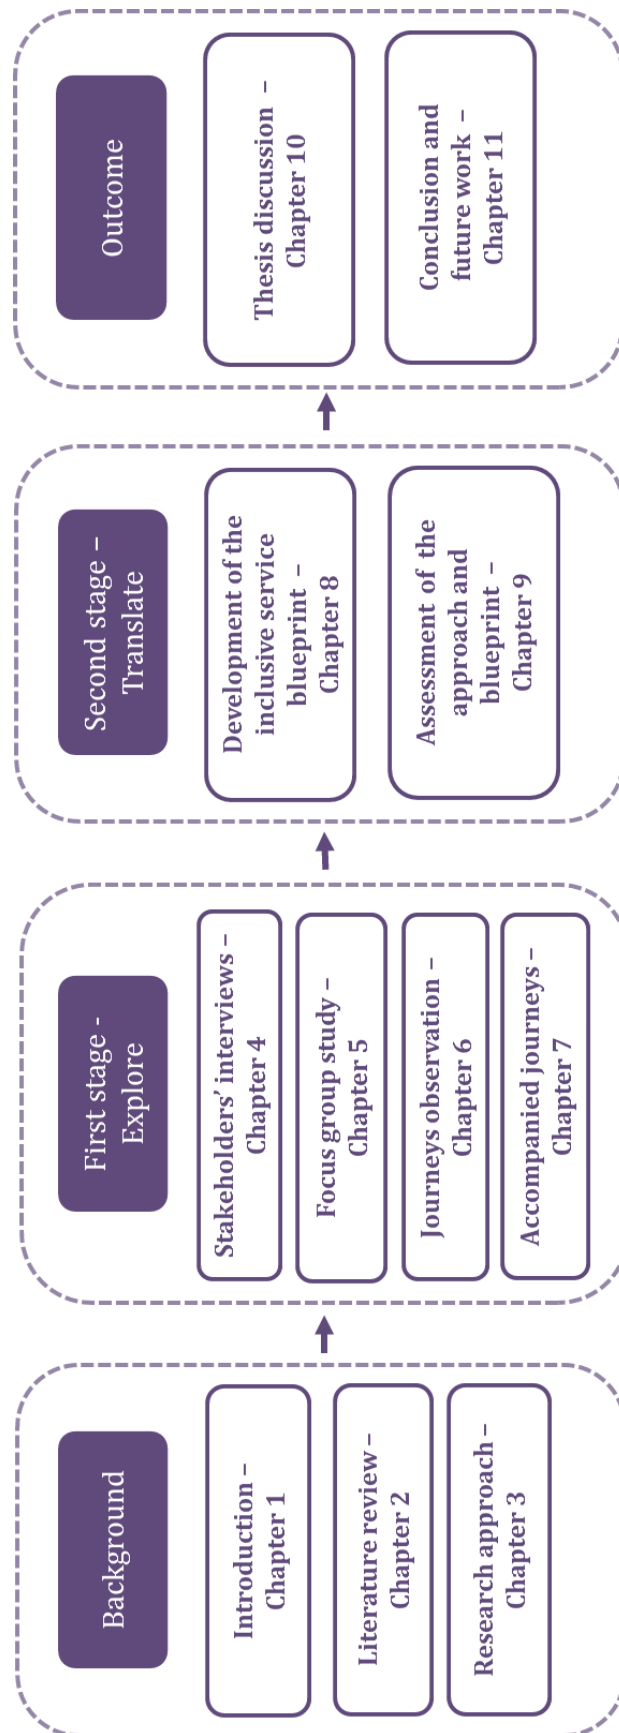 Background
Introduction –
Chapter 1
Literature review –
Chapter 2
Research approach –
Chapter 3
First stage -
Explore
Stakeholders’ interviews –
Chapter 4
Focus group study –
Chapter 5
Journeys observation –
Chapter 6
Accompanied journeys –
Chapter 7
Second stage –
Translate
Development of the
inclusive service
blueprint –
Chapter 8
Assessment of the
approach and
blueprint –
Chapter 9
Outcome
Thesis discussion –
Chapter 10
Conclusion and
future work –
Chapter 11